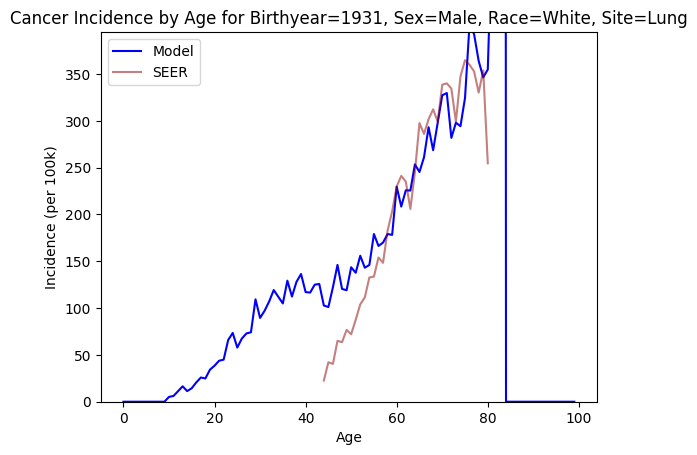 Cancer Incidence by Age for Birthyear=1931, Sex=Male, Race=White, Site=Lung
Model
SEER
Incidence (per 100k)
350
300
250
200
150
100
50
0
0 20 40 60 80 100
Age